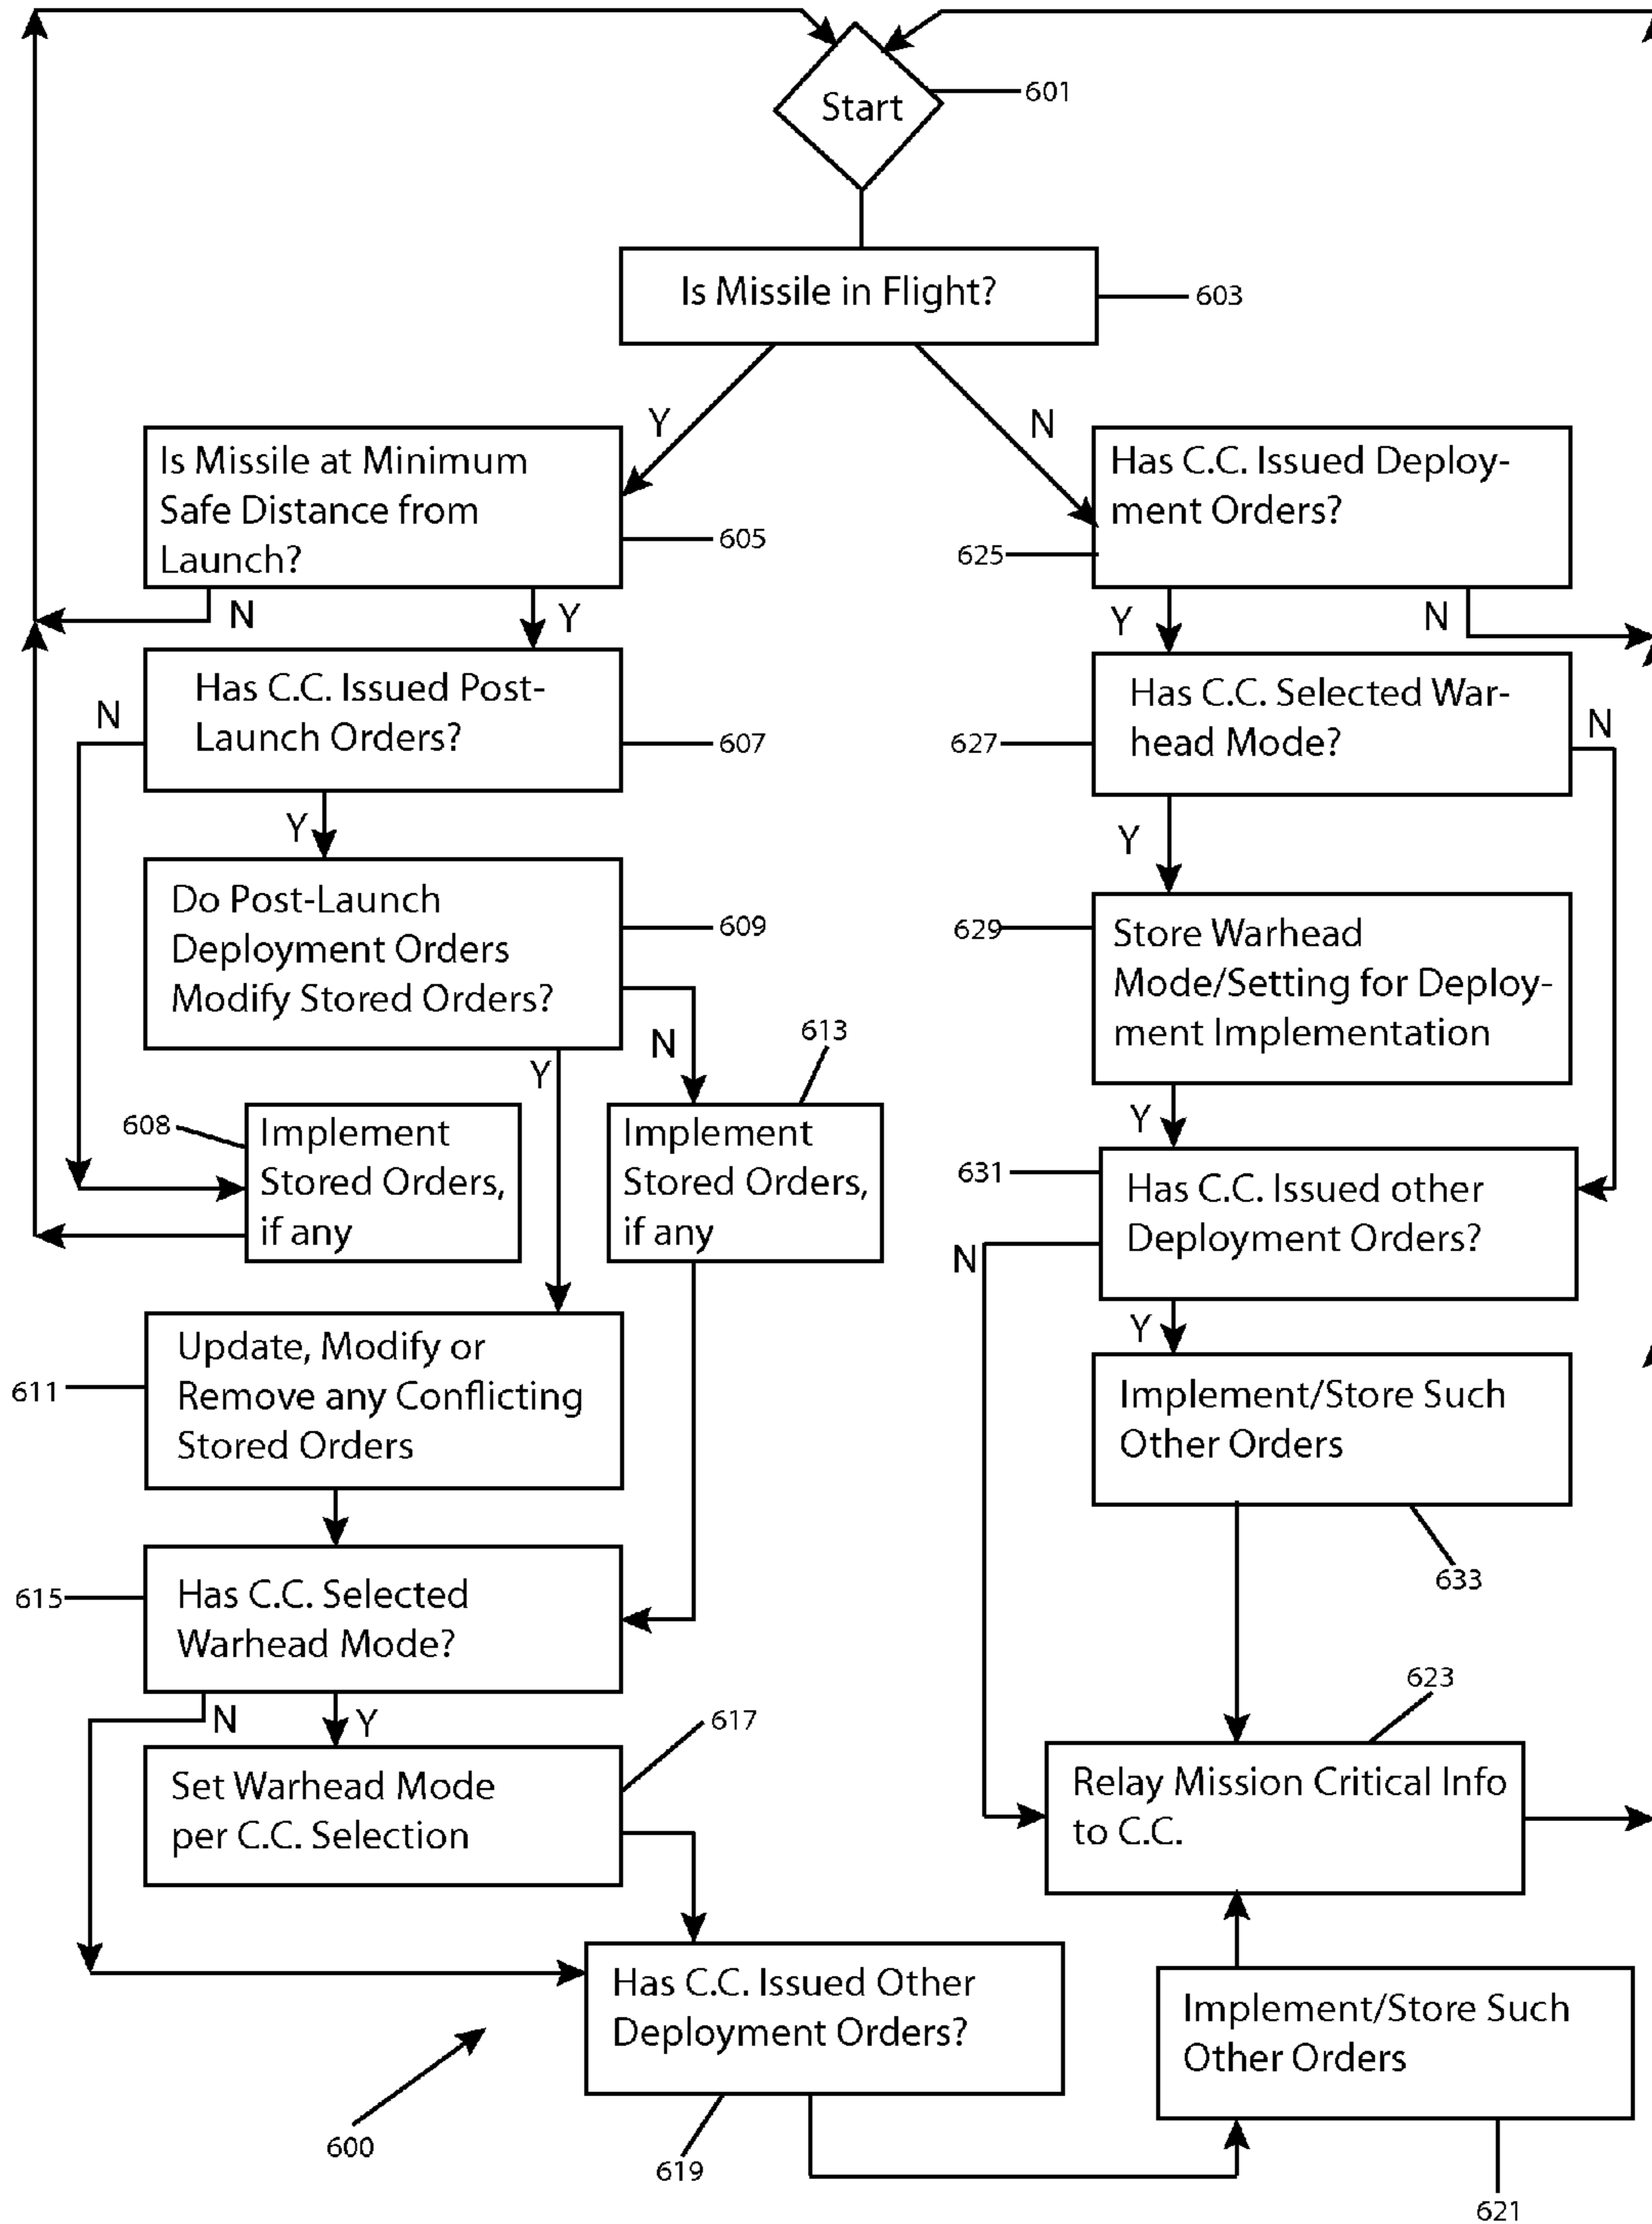 Start
601
Is Missile in Flight?
603
Y
N
Is Missile at Minimum
Safe Distance from
Launch?
605
Has C.C. Issued Deploy-
ment Orders?
625
N
Y
Y
N
Has C.C. Issued Post-
Launch Orders?
607
N
Has C.C. Selected War-
head Mode?
627
N
Y
Y
Do Post-Launch
Deployment Orders
Modify Stored Orders?
609
Store Warhead
Mode/Setting for Deploy-
ment Implementation
629
N
613
Y
Y
608
Implement
Stored Orders,
if any
Implement
Stored Orders,
if any
631
Has C.C. Issued other
Deployment Orders?
N
Y
Update, Modify or
Remove any Conflicting
Stored Orders
611
Implement/Store Such
Other Orders
633
615
Has C.C. Selected
Warhead Mode?
N
Y
617
623
Set Warhead Mode
per C.C. Selection
Relay Mission Critical Info
to C.C.
Has C.C. Issued Other
Deployment Orders?
Implement/Store Such
Other Orders
600
619
621